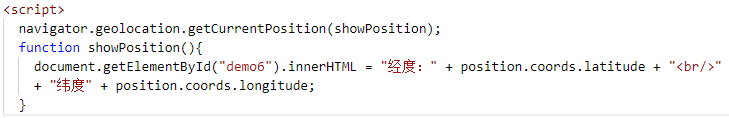 <script>
navigator.geolocation.getCurrentPosition(showPosition);
function showPosition(){
document.getElementById("demo6").innerHTML = "经度：" + position.coords.latitude + "<br/>"
+ "纬度" + position.coords.longitude;
}